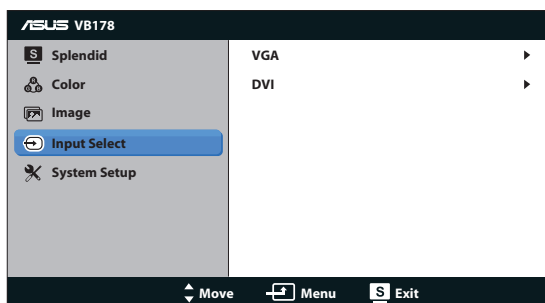 ASUS VB178
S Splendid
Color
Image
Input Select
System Setup
VGA
DVI
Move Menu S Exit